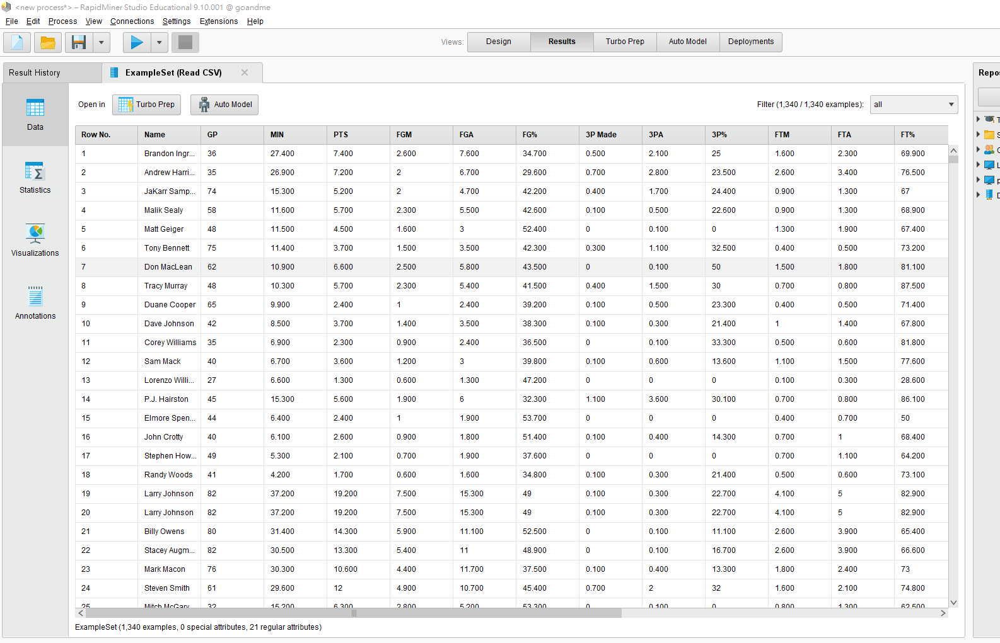 <new process*> – RapidMiner Studio Educational 9.10.001 @ goandme
File Edit Process View Connections Settings Extensions Help
Views: Design Results Turbo Prep Auto Model Deployments
Result History ExampleSet (Read CSV)
Repos
Open in Turbo Prep Auto Model Filter (1,340 / 1,340 examples): all
Data
Statistics
Visualizations
Annotations
Row No. Name GP MIN PTS FGM FGA FG% 3P Made 3PA 3P% FTM FTA FT%
1 Brandon Ingr... 36 27.400 7.400 2.600 7.600 34.700 0.500 2.100 25 1.600 2.300 69.900
2 Andrew Harri... 35 26.900 7.200 2 6.700 29.600 0.700 2.800 23.500 2.600 3.400 76.500
3 JaKarr Samp... 74 15.300 5.200 2 4.700 42.200 0.400 1.700 24.400 0.900 1.300 67
4 Malik Sealy 58 11.600 5.700 2.300 5.500 42.600 0.100 0.500 22.600 0.900 1.300 68.900
5 Matt Geiger 48 11.500 4.500 1.600 3 52.400 0 0.100 0 1.300 1.900 67.400
6 Tony Bennett 75 11.400 3.700 1.500 3.500 42.300 0.300 1.100 32.500 0.400 0.500 73.200
7 Don MacLean 62 10.900 6.600 2.500 5.800 43.500 0 0.100 50 1.500 1.800 81.100
8 Tracy Murray 48 10.300 5.700 2.300 5.400 41.500 0.400 1.500 30 0.700 0.800 87.500
9 Duane Cooper 65 9.900 2.400 1 2.400 39.200 0.100 0.500 23.300 0.400 0.500 71.400
10 Dave Johnson 42 8.500 3.700 1.400 3.500 38.300 0.100 0.300 21.400 1 1.400 67.800
11 Corey Williams 35 6.900 2.300 0.900 2.400 36.500 0 0.100 33.300 0.500 0.600 81.800
12 Sam Mack 40 6.700 3.600 1.200 3 39.800 0.100 0.600 13.600 1.100 1.500 77.600
13 Lorenzo Willi... 27 6.600 1.300 0.600 1.300 47.200 0 0 0 0.100 0.300 28.600
14 P.J. Hairston 45 15.300 5.600 1.900 6 32.300 1.100 3.600 30.100 0.700 0.800 86.100
15 Elmore Spen... 44 6.400 2.400 1 1.900 53.700 0 0 0 0.400 0.700 50
16 John Crotty 40 6.100 2.600 0.900 1.800 51.400 0.100 0.400 14.300 0.700 1 68.400
17 Stephen How... 49 5.300 2.100 0.700 1.900 37.600 0 0 0 0.700 1.100 64.200
18 Randy Woods 41 4.200 1.700 0.600 1.600 34.800 0.100 0.300 21.400 0.500 0.600 73.100
19 Larry Johnson 82 37.200 19.200 7.500 15.300 49 0.100 0.300 22.700 4.100 5 82.900
20 Larry Johnson 82 37.200 19.200 7.500 15.300 49 0.100 0.300 22.700 4.100 5 82.900
21 Billy Owens 80 31.400 14.300 5.900 11.100 52.500 0 0.100 11.100 2.600 3.900 65.400
22 Stacey Augm... 82 30.500 13.300 5.400 11 48.900 0 0.100 16.700 2.600 3.900 66.600
23 Mark Macon 76 30.300 10.600 4.400 11.700 37.500 0.100 0.400 13.300 1.800 2.400 73
24 Steven Smith 61 29.600 12 4.900 10.700 45.400 0.700 2 32 1.600 2.100 74.800
25 Mitch McGary 32 15.200 6.300 2.800 5.200 53.300 0 0.100 0 0.800 1.300 62.500
ExampleSet (1,340 examples, 0 special attributes, 21 regular attributes)